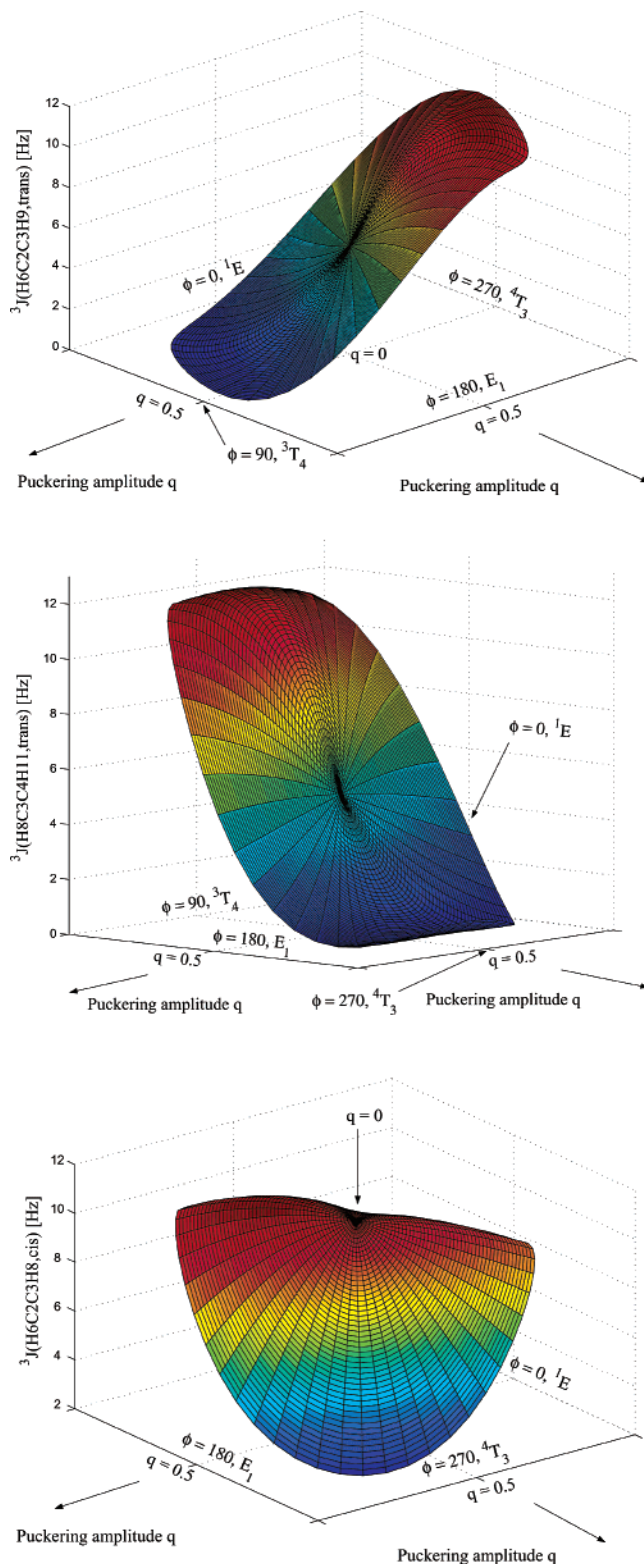 12
10
8
6
4
2
0
³J(H6C2C3H9,trans) [Hz]
ϕ = 0, ¹E
ϕ = 270, ⁴T₃
q = 0
ϕ = 180, E₁
q = 0.5
q = 0.5
ϕ = 90, ³T₄
Puckering amplitude q
Puckering amplitude q
12
10
8
6
4
2
0
³J(H8C3C4H11,trans) [Hz]
ϕ = 0, ¹E
ϕ = 90, ³T₄
ϕ = 180, E₁
q = 0.5
q = 0.5
Puckering amplitude q
ϕ = 270, ⁴T₃
Puckering amplitude q
q = 0
12
10
8
6
4
2
³J(H6C2C3H8,cis) [Hz]
ϕ = 0, ¹E
ϕ = 180, E₁
ϕ = 270, ⁴T₃
q = 0.5
q = 0.5
Puckering amplitude q
Puckering amplitude q